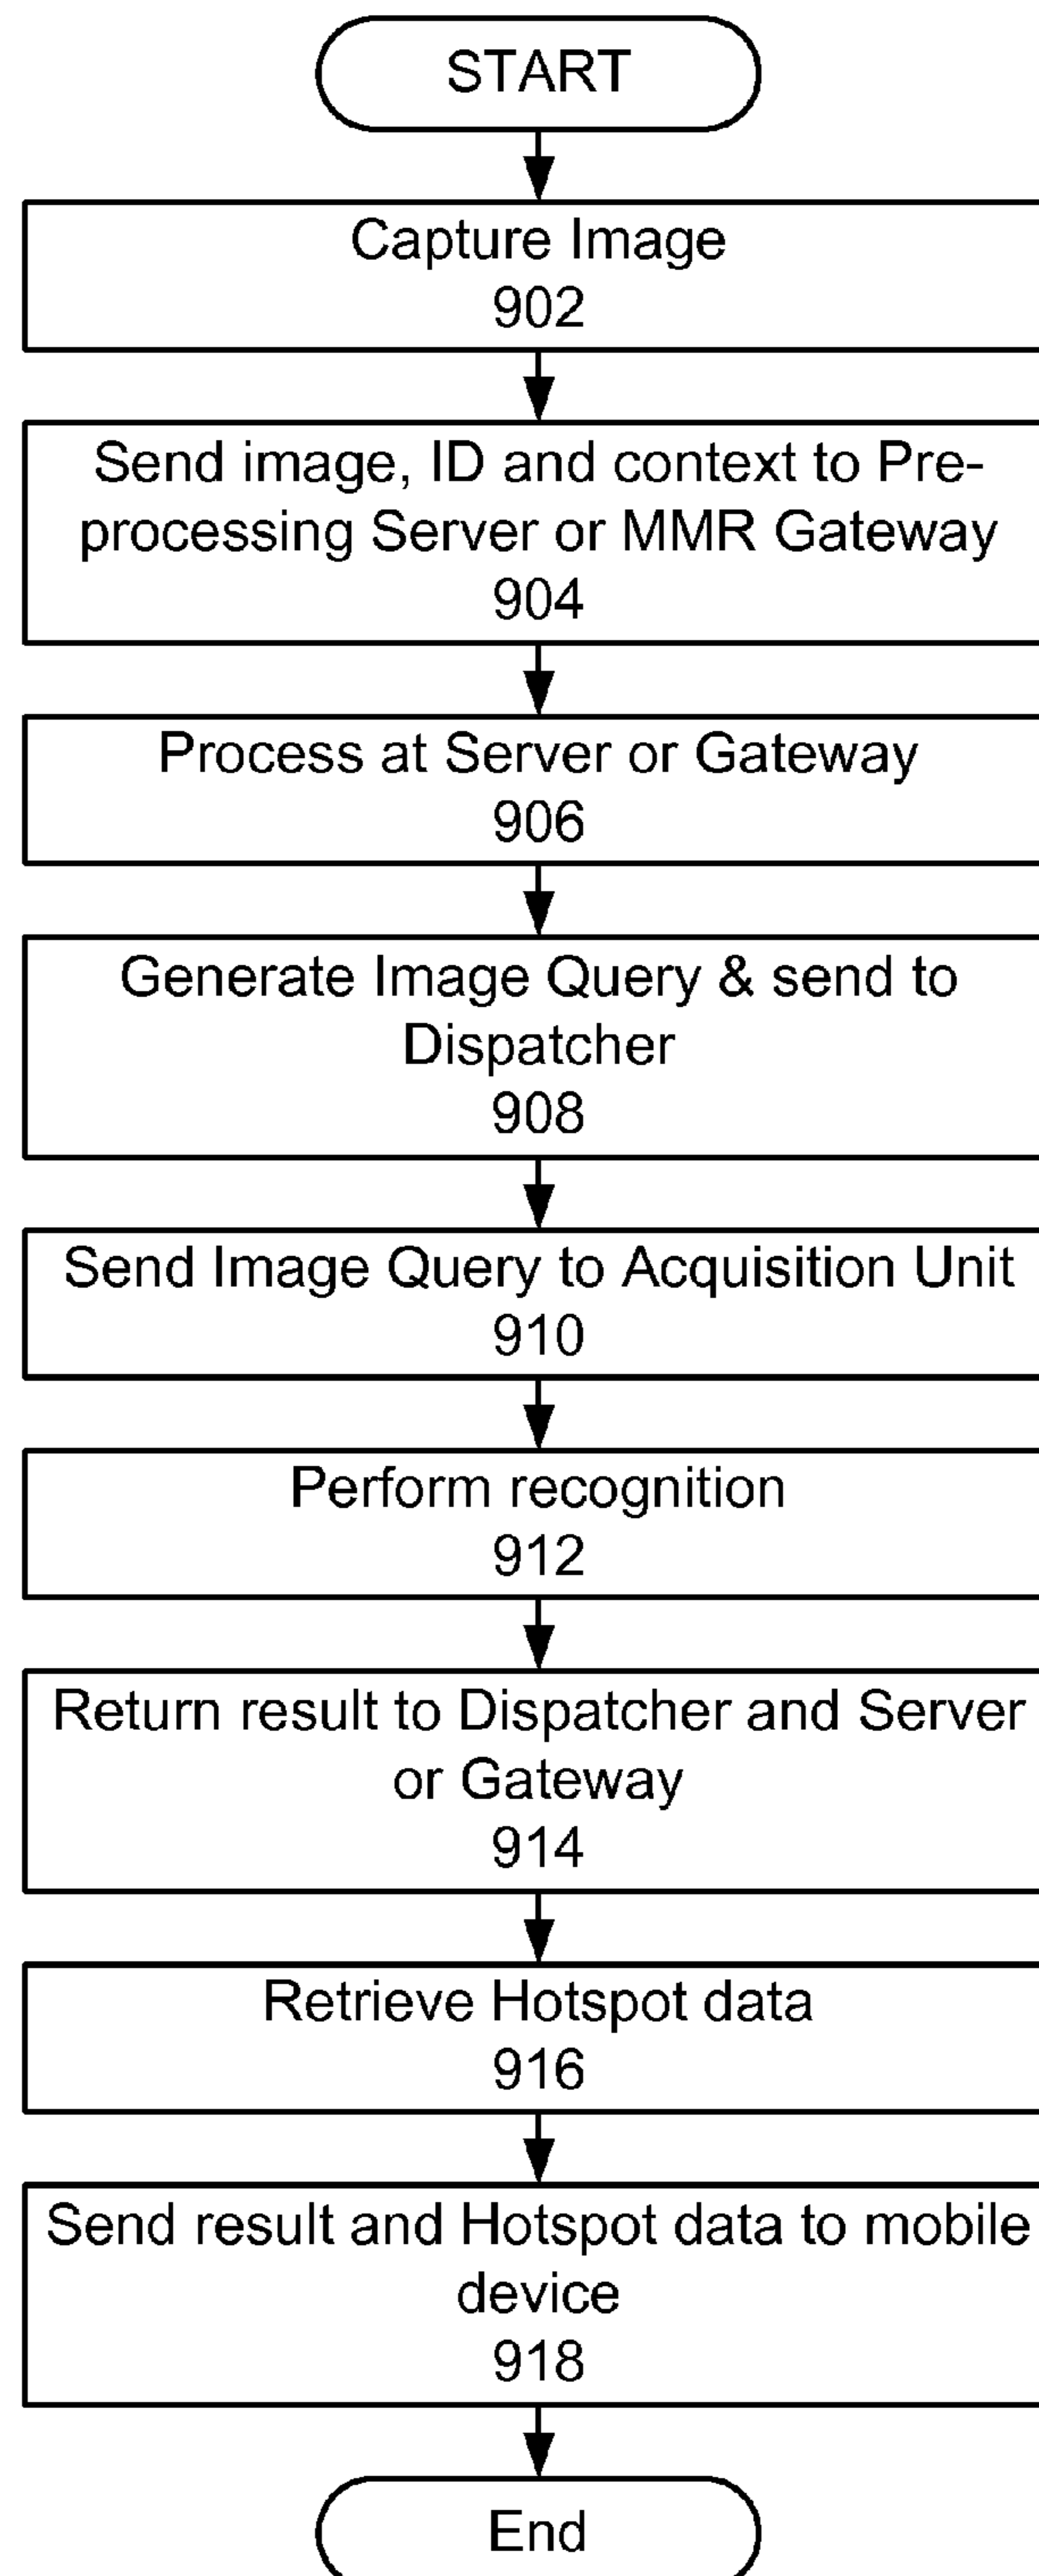 START
Capture Image
902
Send image, ID and context to Pre-
processing Server or MMR Gateway
904
Process at Server or Gateway
906
Generate Image Query & send to
Dispatcher
908
Send Image Query to Acquisition Unit
910
Perform recognition
912
Return result to Dispatcher and Server
or Gateway
914
Retrieve Hotspot data
916
Send result and Hotspot data to mobile
device
918
End